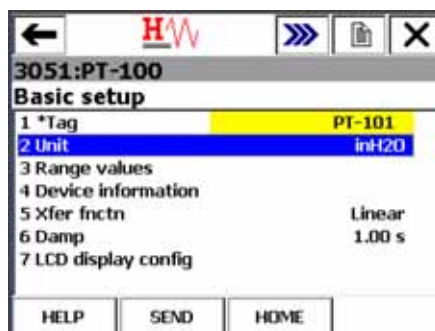 H
3051:PT-100
Basic setup
1 *Tag PT-101
2 Unit inH2O
3 Range values
4 Device information
5 Xfer fnctn Linear
6 Damp 1.00 s
7 LCD display config
HELP SEND HOME